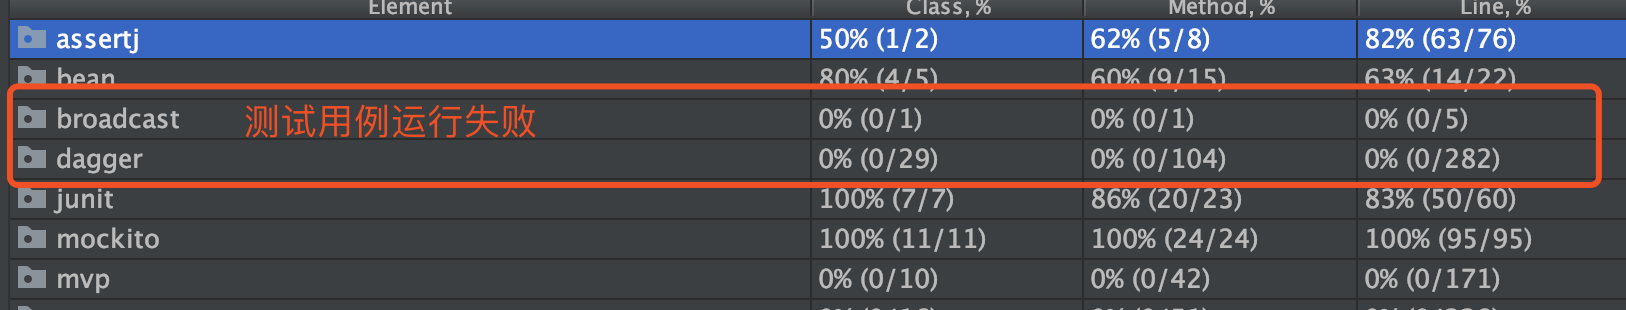 Element Class, % Method, % Line, %
assertj 50% (1/2) 62% (5/8) 82% (63/76)
bean 80% (4/5) 60% (9/15) 63% (14/22)
broadcast 测试用例运行失败 0% (0/1) 0% (0/1) 0% (0/5)
dagger 0% (0/29) 0% (0/104) 0% (0/282)
junit 100% (7/7) 86% (20/23) 83% (50/60)
mockito 100% (11/11) 100% (24/24) 100% (95/95)
mvp 0% (0/10) 0% (0/42) 0% (0/171)